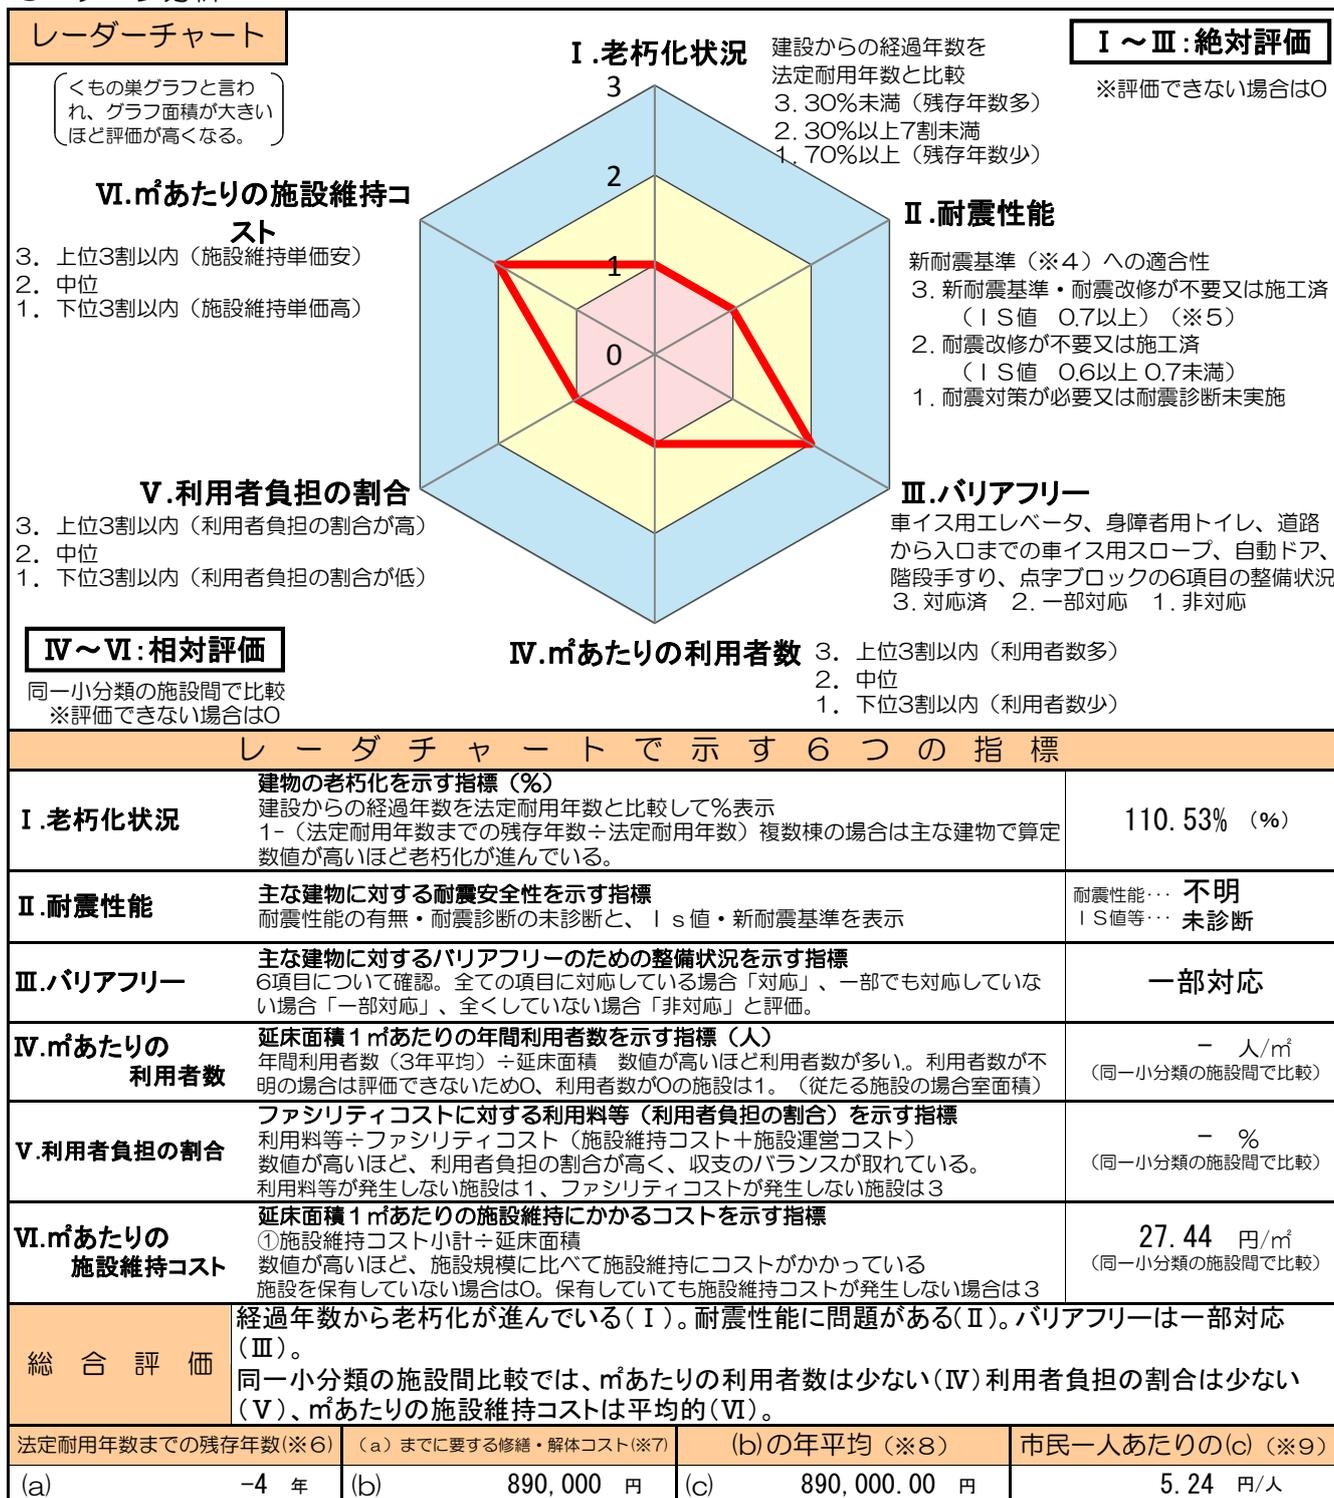 レーダーチャート
くもの巣グラフと言わ
れ、グラフ面積が大きい
ほど評価が高くなる。
Ⅰ.老朽化状況
建設からの経過年数を
法定耐用年数と比較
3. 30%未満（残存年数多）
2. 30%以上7割未満
1. 70%以上（残存年数少）
Ⅰ～Ⅲ:絶対評価
※評価できない場合は0
3
2
1
0
Ⅱ.耐震性能
新耐震基準（※4）への適合性
3. 新耐震基準・耐震改修が不要又は施工済
（ＩＳ値　0.7以上）（※5）
2. 耐震改修が不要又は施工済
（ＩＳ値　0.6以上 0.7未満）
1. 耐震対策が必要又は耐震診断未実施
Ⅵ.㎡あたりの施設維持コ
スト
3．上位3割以内（施設維持単価安）
2．中位
1．下位3割以内（施設維持単価高）
Ⅴ.利用者負担の割合
3．上位3割以内（利用者負担の割合が高）
2．中位
1．下位3割以内（利用者負担の割合が低）
Ⅲ.バリアフリー
車イス用エレベータ、身障者用トイレ、道路
から入口までの車イス用スロープ、自動ドア、
階段手すり、点字ブロックの6項目の整備状況
3. 対応済　2. 一部対応　1. 非対応
Ⅳ～Ⅵ:相対評価
同一小分類の施設間で比較
※評価できない場合は0
Ⅳ.㎡あたりの利用者数
3．上位3割以内（利用者数多）
2．中位
1．下位3割以内（利用者数少）
レーダチャートで示す６つの指標
Ⅰ.老朽化状況
建物の老朽化を示す指標（%）
建設からの経過年数を法定耐用年数と比較して%表示
1-（法定耐用年数までの残存年数÷法定耐用年数）複数棟の場合は主な建物で算定
数値が高いほど老朽化が進んでいる。
110.53% （%）
Ⅱ.耐震性能
主な建物に対する耐震安全性を示す指標
耐震性能の有無・耐震診断の未診断と、Ｉｓ値・新耐震基準を表示
耐震性能･･･ 不明
ＩＳ値等･･･ 未診断
Ⅲ.バリアフリー
主な建物に対するバリアフリーのための整備状況を示す指標
6項目について確認。全ての項目に対応している場合「対応」、一部でも対応していな
い場合「一部対応」、全くしていない場合「非対応」と評価。
一部対応
Ⅳ.㎡あたりの
利用者数
延床面積１㎡あたりの年間利用者数を示す指標（人）
年間利用者数（3年平均）÷延床面積　数値が高いほど利用者数が多い。利用者数が不
明の場合は評価できないため0、利用者数が0の施設は1。（従たる施設の場合室面積）
－ 人/㎡
（同一小分類の施設間で比較）
Ⅴ.利用者負担の割合
ファシリティコストに対する利用料等（利用者負担の割合）を示す指標
利用料等÷ファシリティコスト（施設維持コスト＋施設運営コスト）
数値が高いほど、利用者負担の割合が高く、収支のバランスが取れている。
利用料等が発生しない施設は１、ファシリティコストが発生しない施設は３
－ %
（同一小分類の施設間で比較）
Ⅵ.㎡あたりの
施設維持コスト
延床面積１㎡あたりの施設維持にかかるコストを示す指標
①施設維持コスト小計÷延床面積
数値が高いほど、施設規模に比べて施設維持にコストがかかっている
施設を保有していない場合は0。保有していても施設維持コストが発生しない場合は３
27.44 円/㎡
（同一小分類の施設間で比較）
総合評価
経過年数から老朽化が進んでいる(Ⅰ)。耐震性能に問題がある(Ⅱ)。バリアフリーは一部対応
(Ⅲ)。
同一小分類の施設間比較では、㎡あたりの利用者数は少ない(Ⅳ)利用者負担の割合は少ない
(Ⅴ)、㎡あたりの施設維持コストは平均的(Ⅵ)。
法定耐用年数までの残存年数(※6)
（a）までに要する修繕・解体コスト(※7)
(b)の年平均（※8）
市民一人あたりの(c)（※9）
(a) -4 年
(b) 890,000 円
(c) 890,000.00 円
5.24 円/人